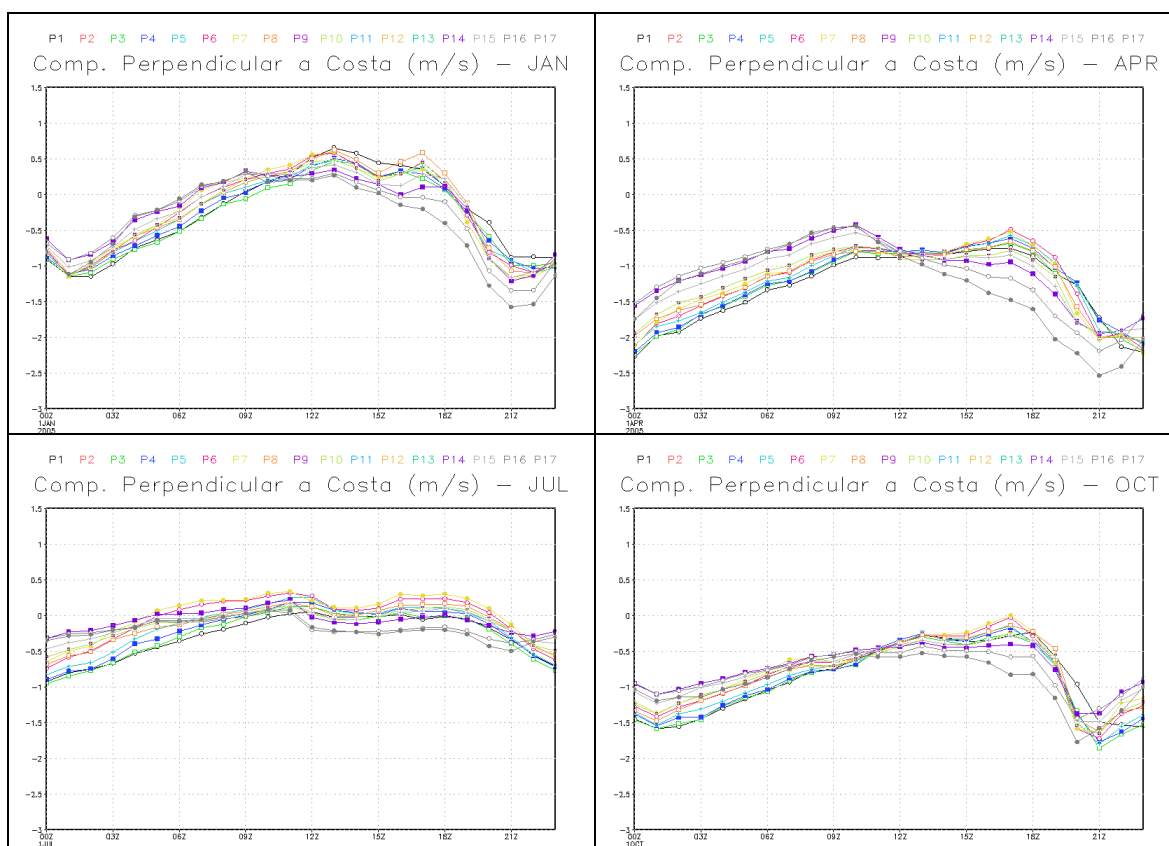 P1 P2 P3 P4 P5 P6 P7 P8 P9 P10 P11 P12 P13 P14 P15 P16 P17
Comp. Perpendicular a Costa (m/s) – JAN
1.5
1
0.5
0
-0.5
-1
-1.5
-2
-2.5
-3
00Z 03Z 06Z 09Z 12Z 15Z 18Z 21Z
1JAN
2005
P1 P2 P3 P4 P5 P6 P7 P8 P9 P10 P11 P12 P13 P14 P15 P16 P17
Comp. Perpendicular a Costa (m/s) – APR
1.5
1
0.5
0
-0.5
-1
-1.5
-2
-2.5
-3
00Z 03Z 06Z 09Z 12Z 15Z 18Z 21Z
1APR
2005
P1 P2 P3 P4 P5 P6 P7 P8 P9 P10 P11 P12 P13 P14 P15 P16 P17
Comp. Perpendicular a Costa (m/s) – JUL
1.5
1
0.5
0
-0.5
-1
-1.5
-2
-2.5
-3
00Z 03Z 06Z 09Z 12Z 15Z 18Z 21Z
1JUL
P1 P2 P3 P4 P5 P6 P7 P8 P9 P10 P11 P12 P13 P14 P15 P16 P17
Comp. Perpendicular a Costa (m/s) – OCT
1.5
1
0.5
0
-0.5
-1
-1.5
-2
-2.5
-3
00Z 03Z 06Z 09Z 12Z 15Z 18Z 21Z
1OCT